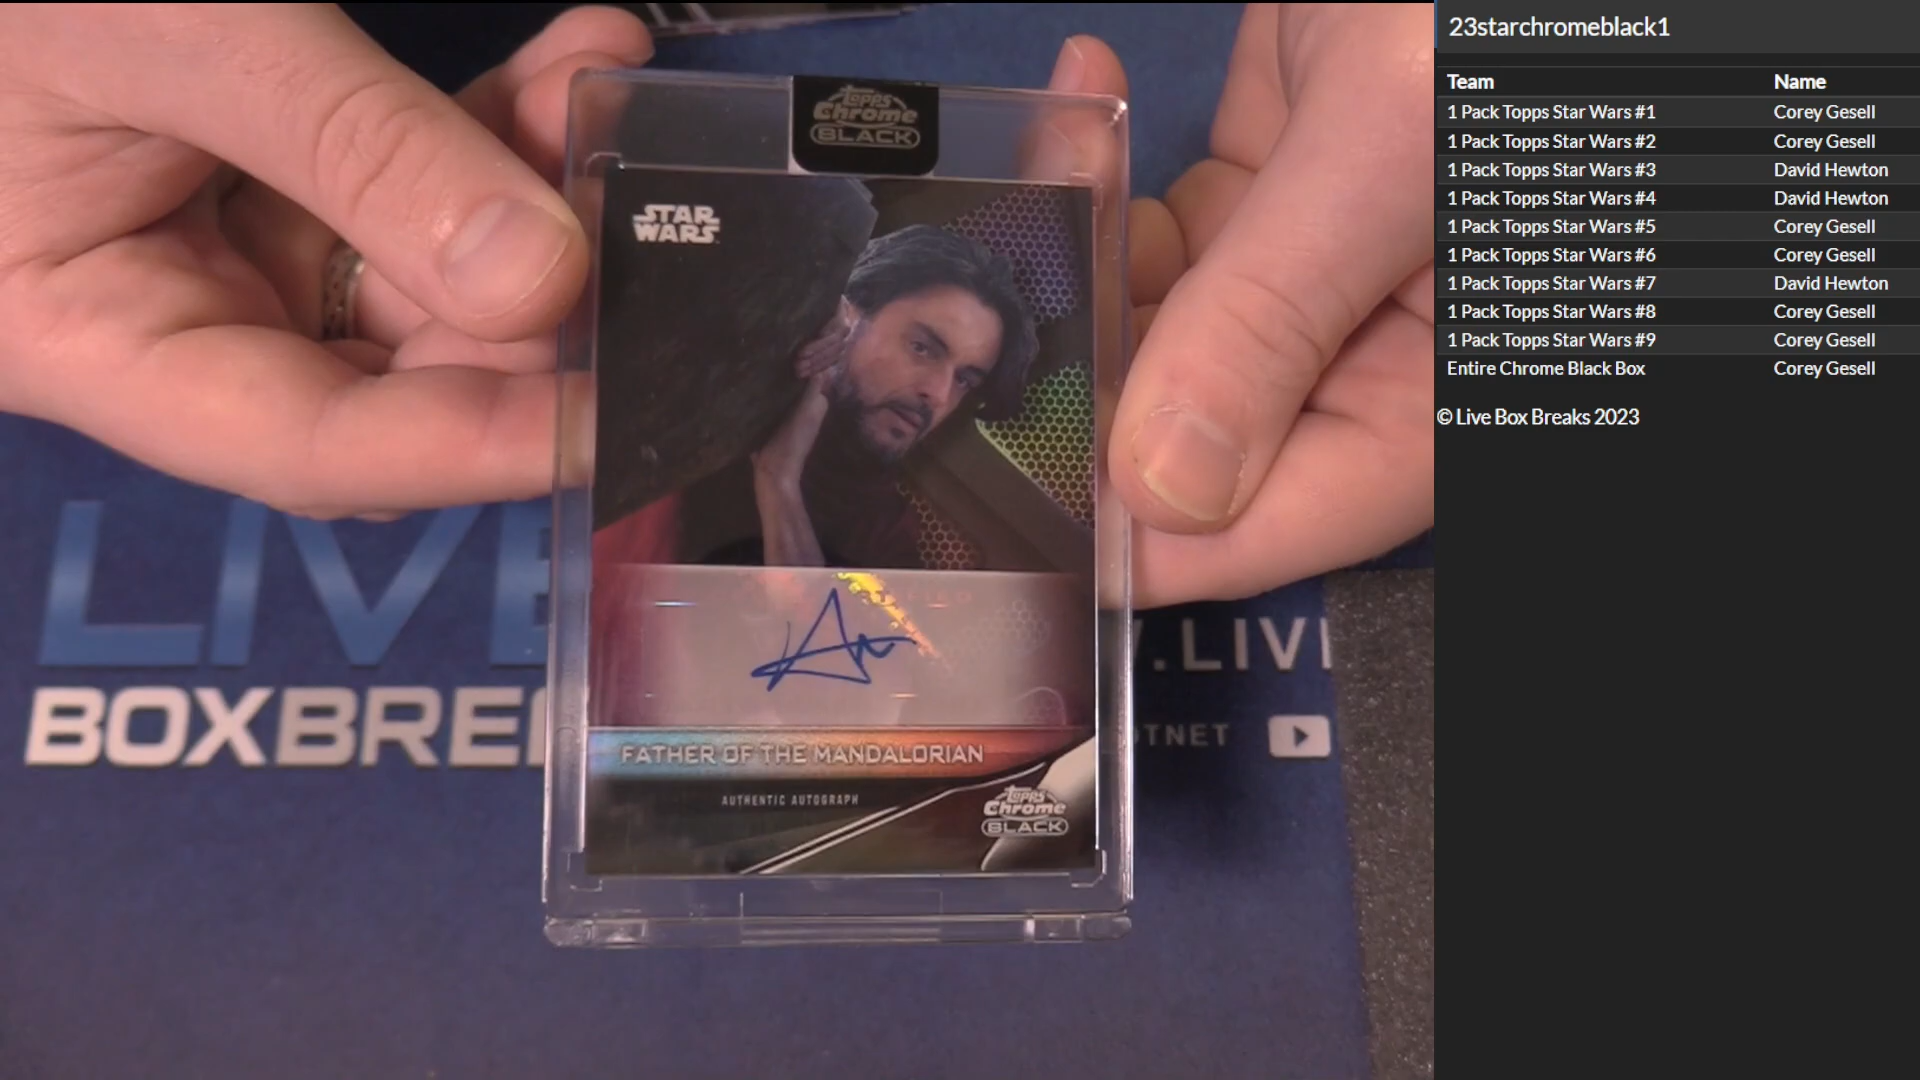 Topps
Chrome
BLACK
STAR
WARS
FATHER OF THE MANDALORIAN
AUTHENTIC AUTOGRAPH
Topps
Chrome
BLACK
LIVE
BOXBRE
.LIVI
OTNET
23starchromeblack1
Team Name
1 Pack Topps Star Wars #1 Corey Gesell
1 Pack Topps Star Wars #2 Corey Gesell
1 Pack Topps Star Wars #3 David Hewton
1 Pack Topps Star Wars #4 David Hewton
1 Pack Topps Star Wars #5 Corey Gesell
1 Pack Topps Star Wars #6 Corey Gesell
1 Pack Topps Star Wars #7 David Hewton
1 Pack Topps Star Wars #8 Corey Gesell
1 Pack Topps Star Wars #9 Corey Gesell
Entire Chrome Black Box Corey Gesell
© Live Box Breaks 2023